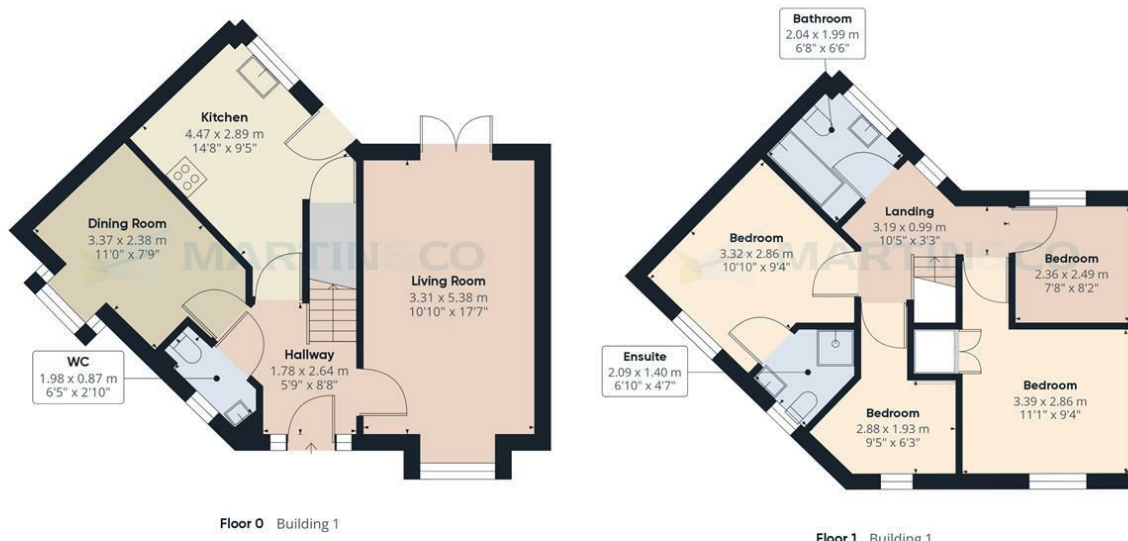 Kitchen
4.47 x 2.89 m
14'8" x 9'5"
Dining Room
3.37 x 2.38 m
11'0" x 7'9"
MARTIN&CO
Living Room
3.31 x 5.38 m
10'10" x 17'7"
WC
1.98 x 0.87 m
6'5" x 2'10"
Hallway
1.78 x 2.64 m
5'9" x 8'8"
Floor 0 Building 1
Bathroom
2.04 x 1.99 m
6'8" x 6'6"
Landing
3.19 x 0.99 m
10'5" x 3'3"
Bedroom
3.32 x 2.86 m
10'10" x 9'4"
MARTIN&CO
Bedroom
2.36 x 2.49 m
7'8" x 8'2"
Ensuite
2.09 x 1.40 m
6'10" x 4'7"
Bedroom
3.39 x 2.86 m
11'1" x 9'4"
Bedroom
2.88 x 1.93 m
9'5" x 6'3"
Floor 1 Building 1